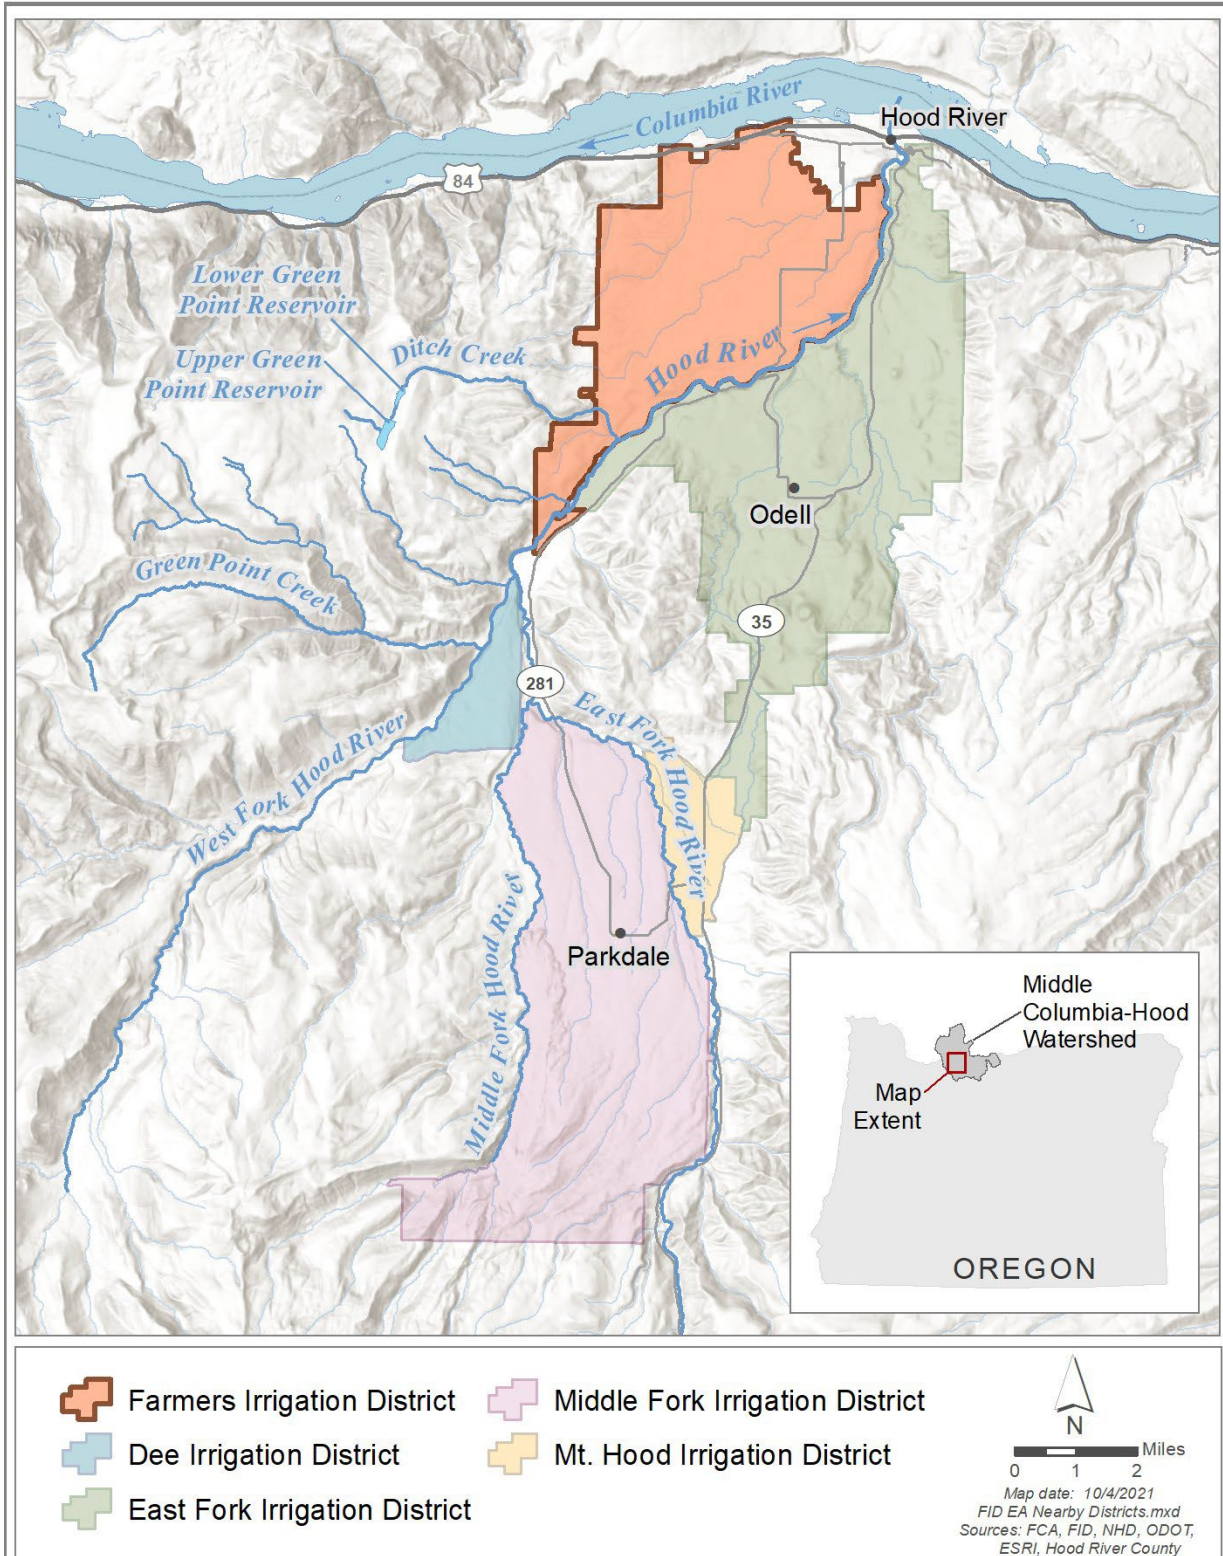 Columbia River
Hood River
84
Lower Green
Point Reservoir
Upper Green
Point Reservoir
Ditch Creek
Hood River
Odell
Green Point Creek
35
281
East Fork Hood River
West Fork Hood River
Middle Fork Hood River
Parkdale
Middle
Columbia-Hood
Watershed
Map
Extent
OREGON
Farmers Irrigation District
Dee Irrigation District
East Fork Irrigation District
Middle Fork Irrigation District
Mt. Hood Irrigation District
N
Miles
0 1 2
Map date: 10/4/2021
FID EA Nearby Districts.mxd
Sources: FCA, FID, NHD, ODOT,
ESRI, Hood River County